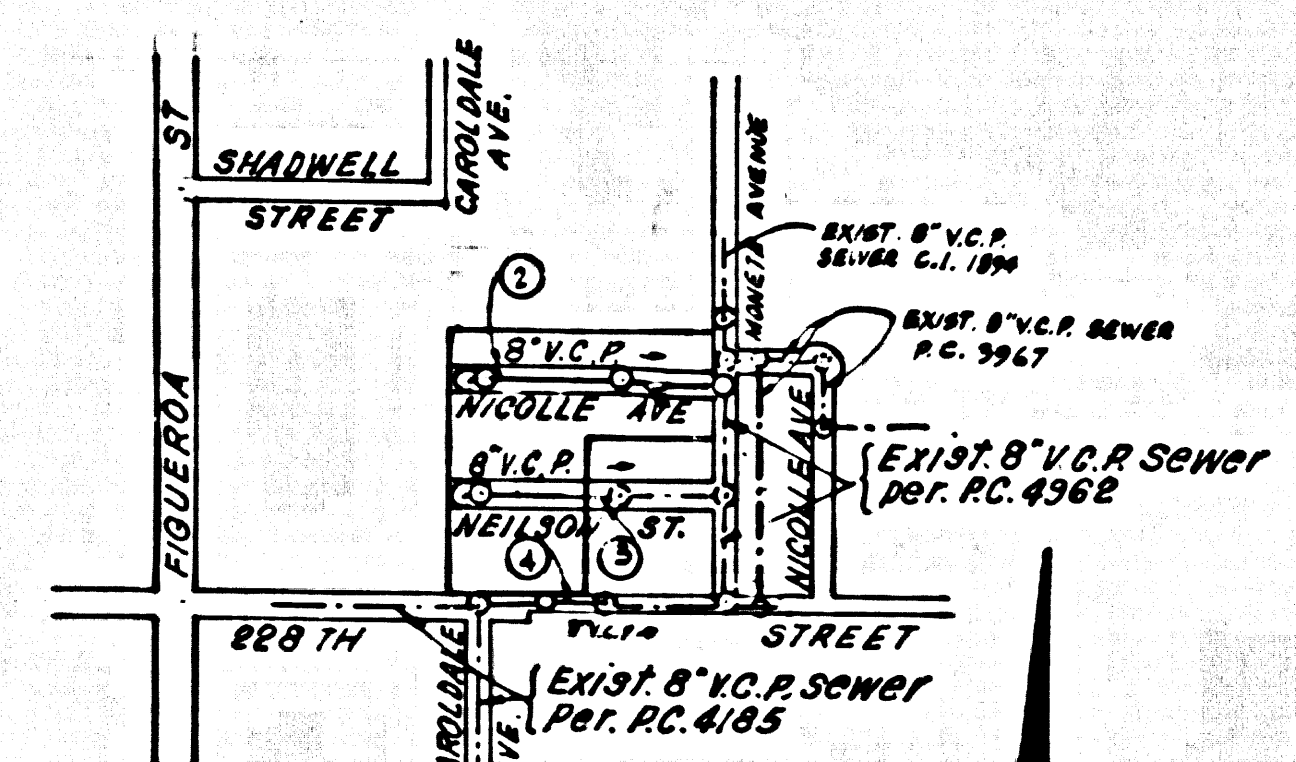 CAROLDALE
AVE.
ST
SHADWELL
STREET
MONETA AVENUE
EXIST. 8" V.C.P.
SEWER C.I. 1894
2
EXIST. 8" V.C.P. SEWER
P.C. 3967
8" V.C.P.
NICOLLE AVE
FIGUEROA
NICOLLE AVE
Exist. 8" V.C.P. Sewer
per. P.C. 4962
8" V.C.P.
NEILSON ST.
4
3
228 TH
STREET
CAROLDALE
AVE.
Exist. 8" V.C.P. Sewer
Per. P.C. 4185